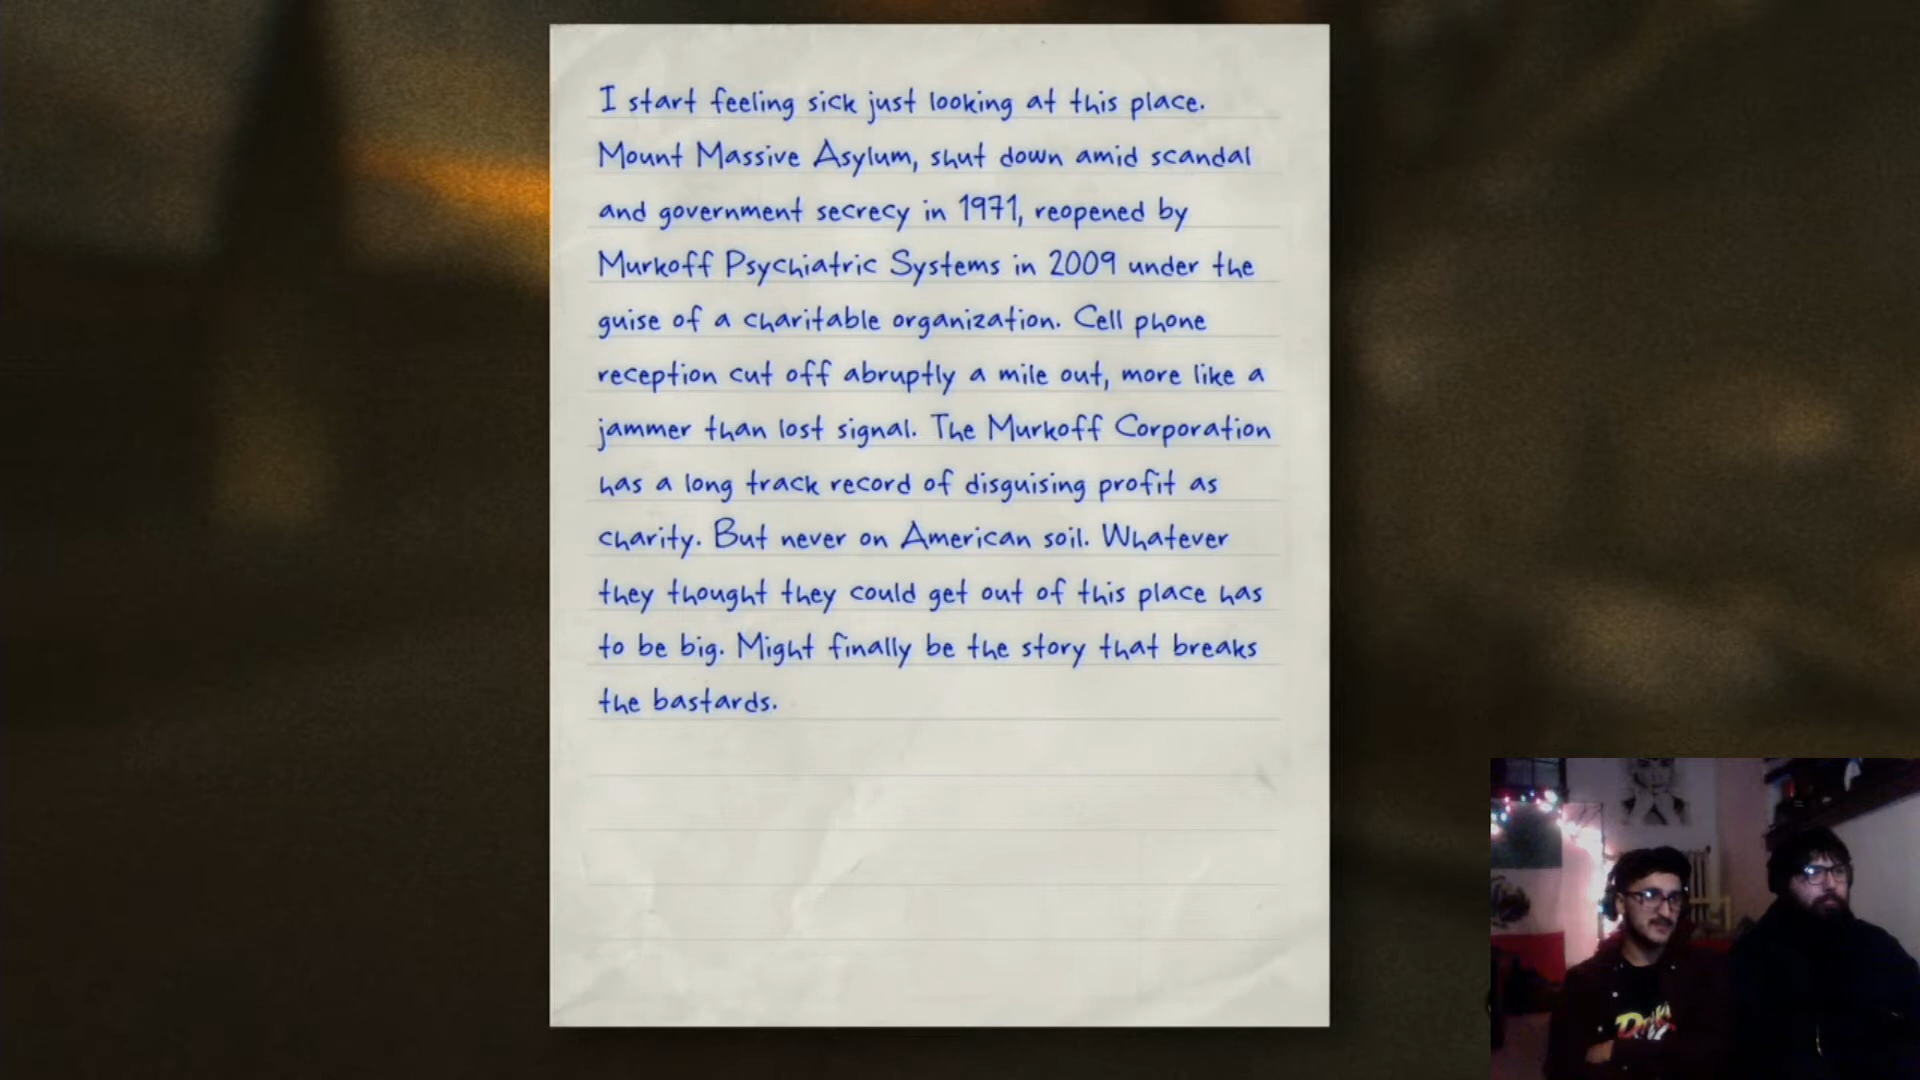 I start feeling sick just looking at this place.
Mount Massive Asylum, shut down amid scandal
and government secrecy in 1971, reopened by
Murkoff Psychiatric Systems in 2009 under the
guise of a charitable organization. Cell phone
reception cut off abruptly a mile out, more like a
jammer than lost signal. The Murkoff Corporation
has a long track record of disguising profit as
charity. But never on American soil. Whatever
they thought they could get out of this place has
to be big. Might finally be the story that breaks
the bastards.